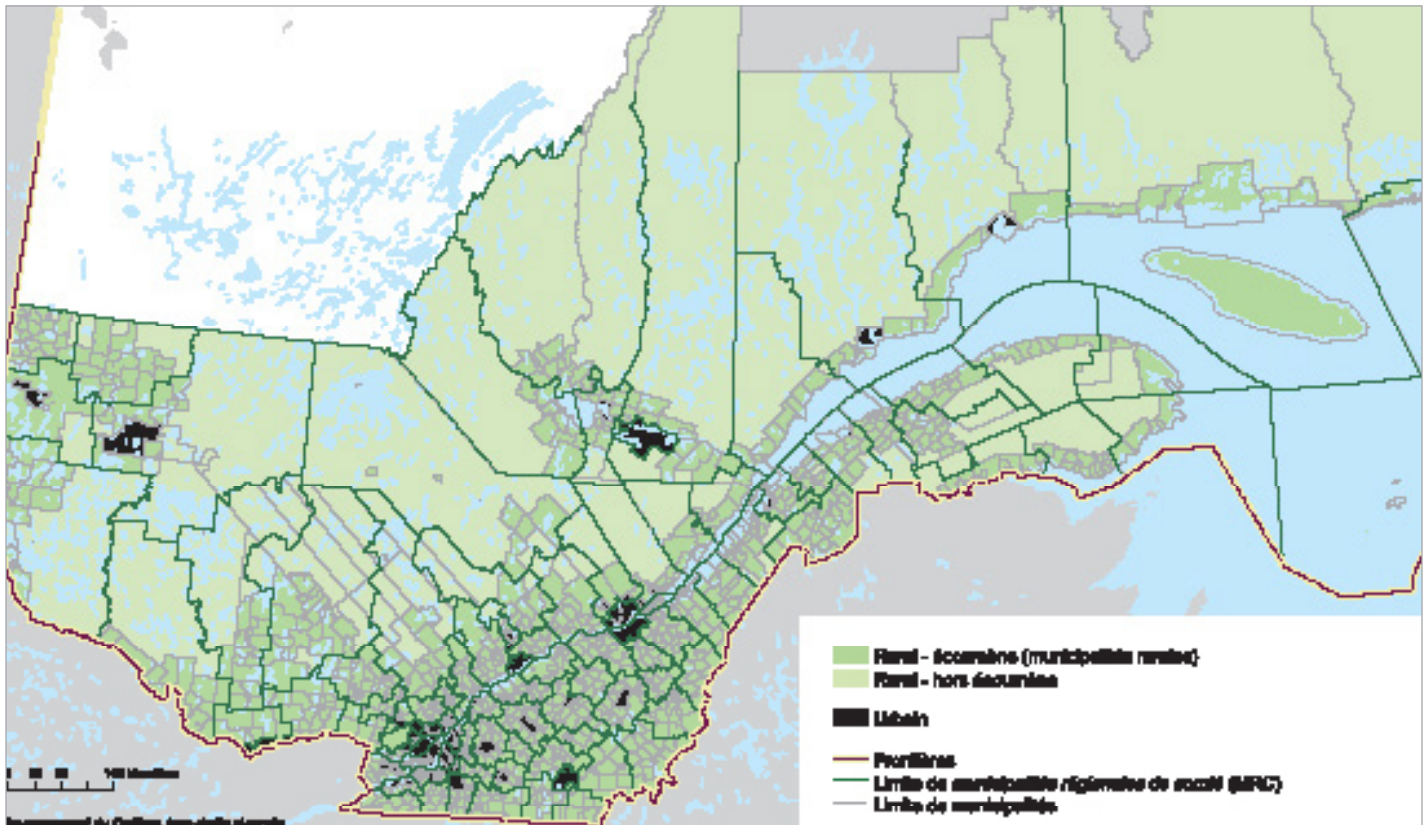 Rural - écoumène (municipalités rurales)
Rural - hors écoumène
Urbain
Frontières
Limite de municipalités régionales de comté (MRC)
Limite de municipalités